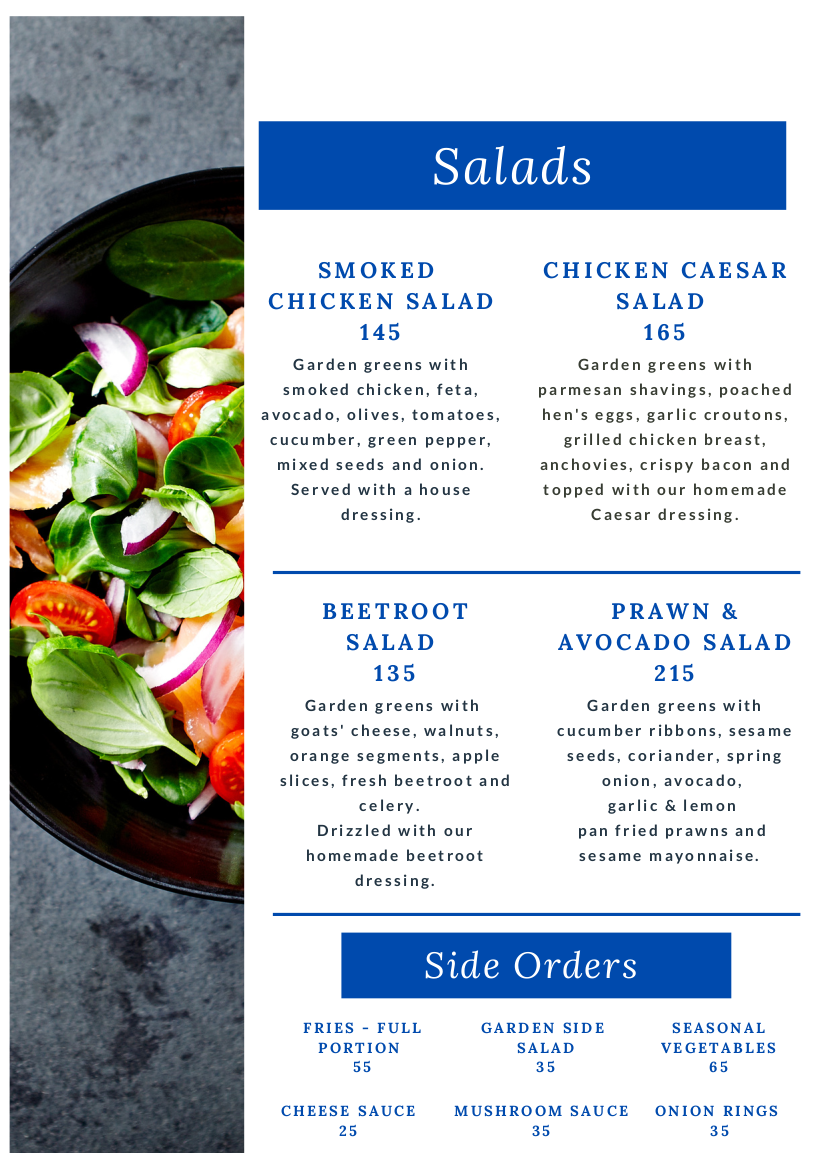 Salads
SMOKED
CHICKEN SALAD
145
Garden greens with
smoked chicken, feta,
avocado, olives, tomatoes,
cucumber, green pepper,
mixed seeds and onion.
Served with a house
dressing.
CHICKEN CAESAR
SALAD
165
Garden greens with
parmesan shavings, poached
hen's eggs, garlic croutons,
grilled chicken breast,
anchovies, crispy bacon and
topped with our homemade
Caesar dressing.
BEETROOT
SALAD
135
Garden greens with
goats' cheese, walnuts,
orange segments, apple
slices, fresh beetroot and
celery.
Drizzled with our
homemade beetroot
dressing.
PRAWN &
AVOCADO SALAD
215
Garden greens with
cucumber ribbons, sesame
seeds, coriander, spring
onion, avocado,
garlic & lemon
pan fried prawns and
sesame mayonnaise.
Side Orders
FRIES - FULL
PORTION
55
GARDEN SIDE
SALAD
35
SEASONAL
VEGETABLES
65
CHEESE SAUCE
25
MUSHROOM SAUCE
35
ONION RINGS
35